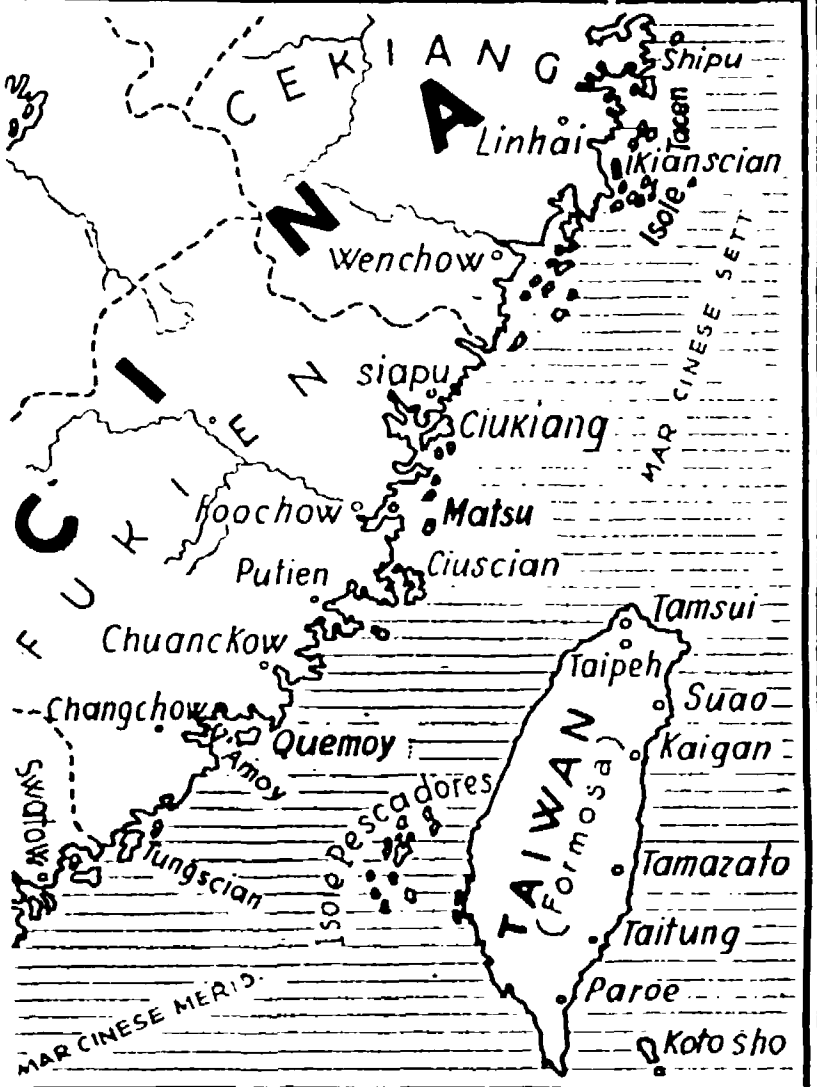 CEKIANG
Shipu
CINA
Linhai
Isole Tacen
IKianscian
Wenchow
MAR CINESE SETT
siapu
FUKIEN
Ciukiang
Foochow
Matsu
Putien
Ciuscian
Tamsui
Chuanckow
Taipeh
Suao
Changchow
Quemoy
Kaigan
Amoy
TAIWAN
(Formosa)
Swatow
Isole Pescadores
Tungscian
Tamazato
Taitung
Paroe
MAR CINESE MERID.
Koto sho